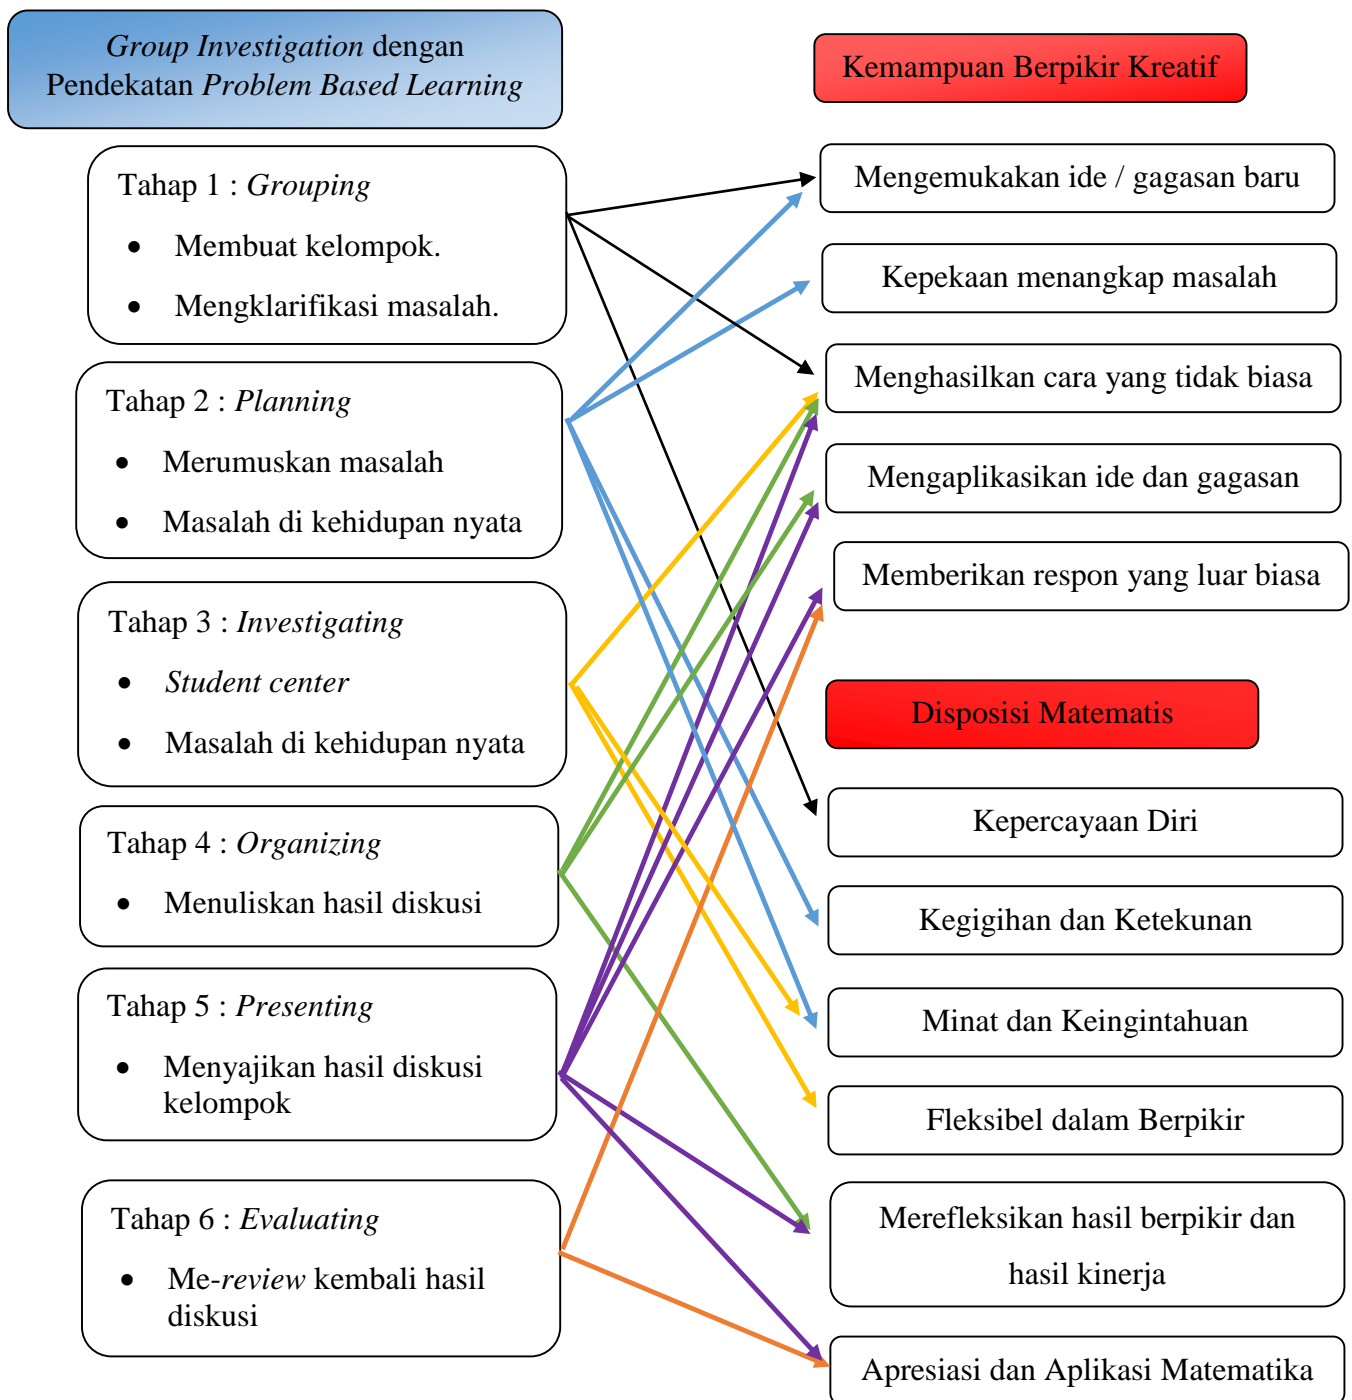 Group Investigation dengan
Pendekatan Problem Based Learning
Tahap 1 : Grouping
• Membuat kelompok.
• Mengklarifikasi masalah.
Tahap 2 : Planning
• Merumuskan masalah
• Masalah di kehidupan nyata
Tahap 3 : Investigating
• Student center
• Masalah di kehidupan nyata
Tahap 4 : Organizing
• Menuliskan hasil diskusi
Tahap 5 : Presenting
• Menyajikan hasil diskusi
kelompok
Tahap 6 : Evaluating
• Me-review kembali hasil
diskusi
Kemampuan Berpikir Kreatif
Mengemukakan ide / gagasan baru
Kepekaan menangkap masalah
Menghasilkan cara yang tidak biasa
Mengaplikasikan ide dan gagasan
Memberikan respon yang luar biasa
Disposisi Matematis
Kepercayaan Diri
Kegigihan dan Ketekunan
Minat dan Keingintahuan
Fleksibel dalam Berpikir
Merefleksikan hasil berpikir dan
hasil kinerja
Apresiasi dan Aplikasi Matematika